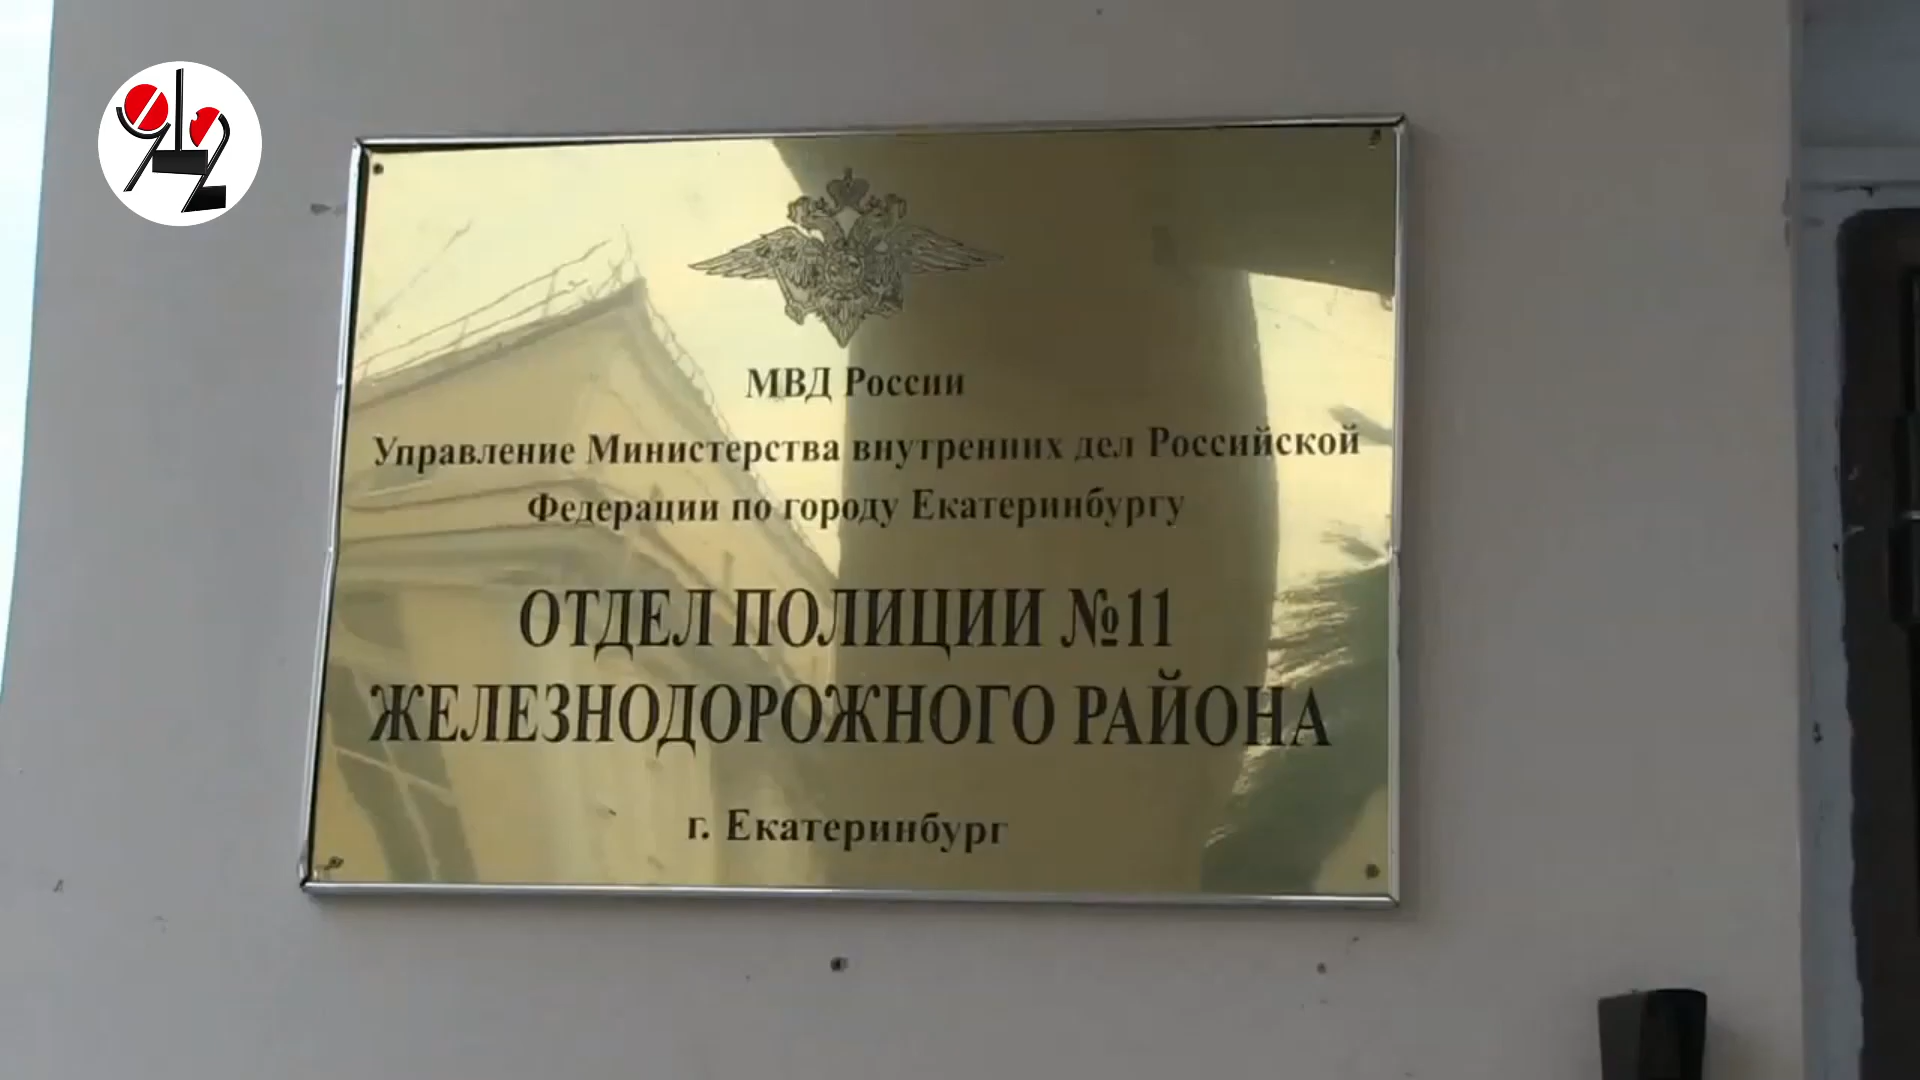 МВД России
Управление Министерства внутренних дел Российской
Федерации по городу Екатеринбургу
ОТДЕЛ ПОЛИЦИИ №11
ЖЕЛЕЗНОДОРОЖНОГО РАЙОНА
г. Екатеринбург